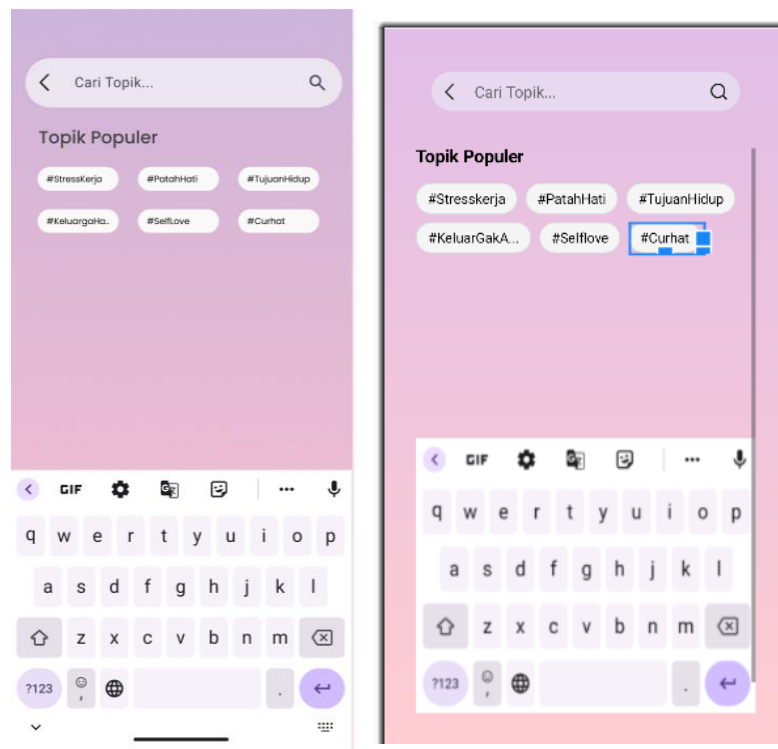 Cari Topik...
Topik Populer
#StressKerja #PatahHati #TujuanHidup
#KeluargaHa.. #SelfLove #Curhat
GIF G ...
q w e r t y u i o p
a s d f g h j k l
z x c v b n m
?123 , .
Cari Topik...
Topik Populer
#Stresskerja #PatahHati #TujuanHidup
#KeluarGakA... #Selflove #Curhat
GIF G ...
q w e r t y u i o p
a s d f g h j k l
z x c v b n m
?123 , .